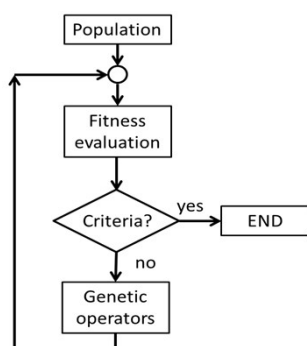 Population
Fitness
evaluation
Criteria?
yes
END
no
Genetic
operators